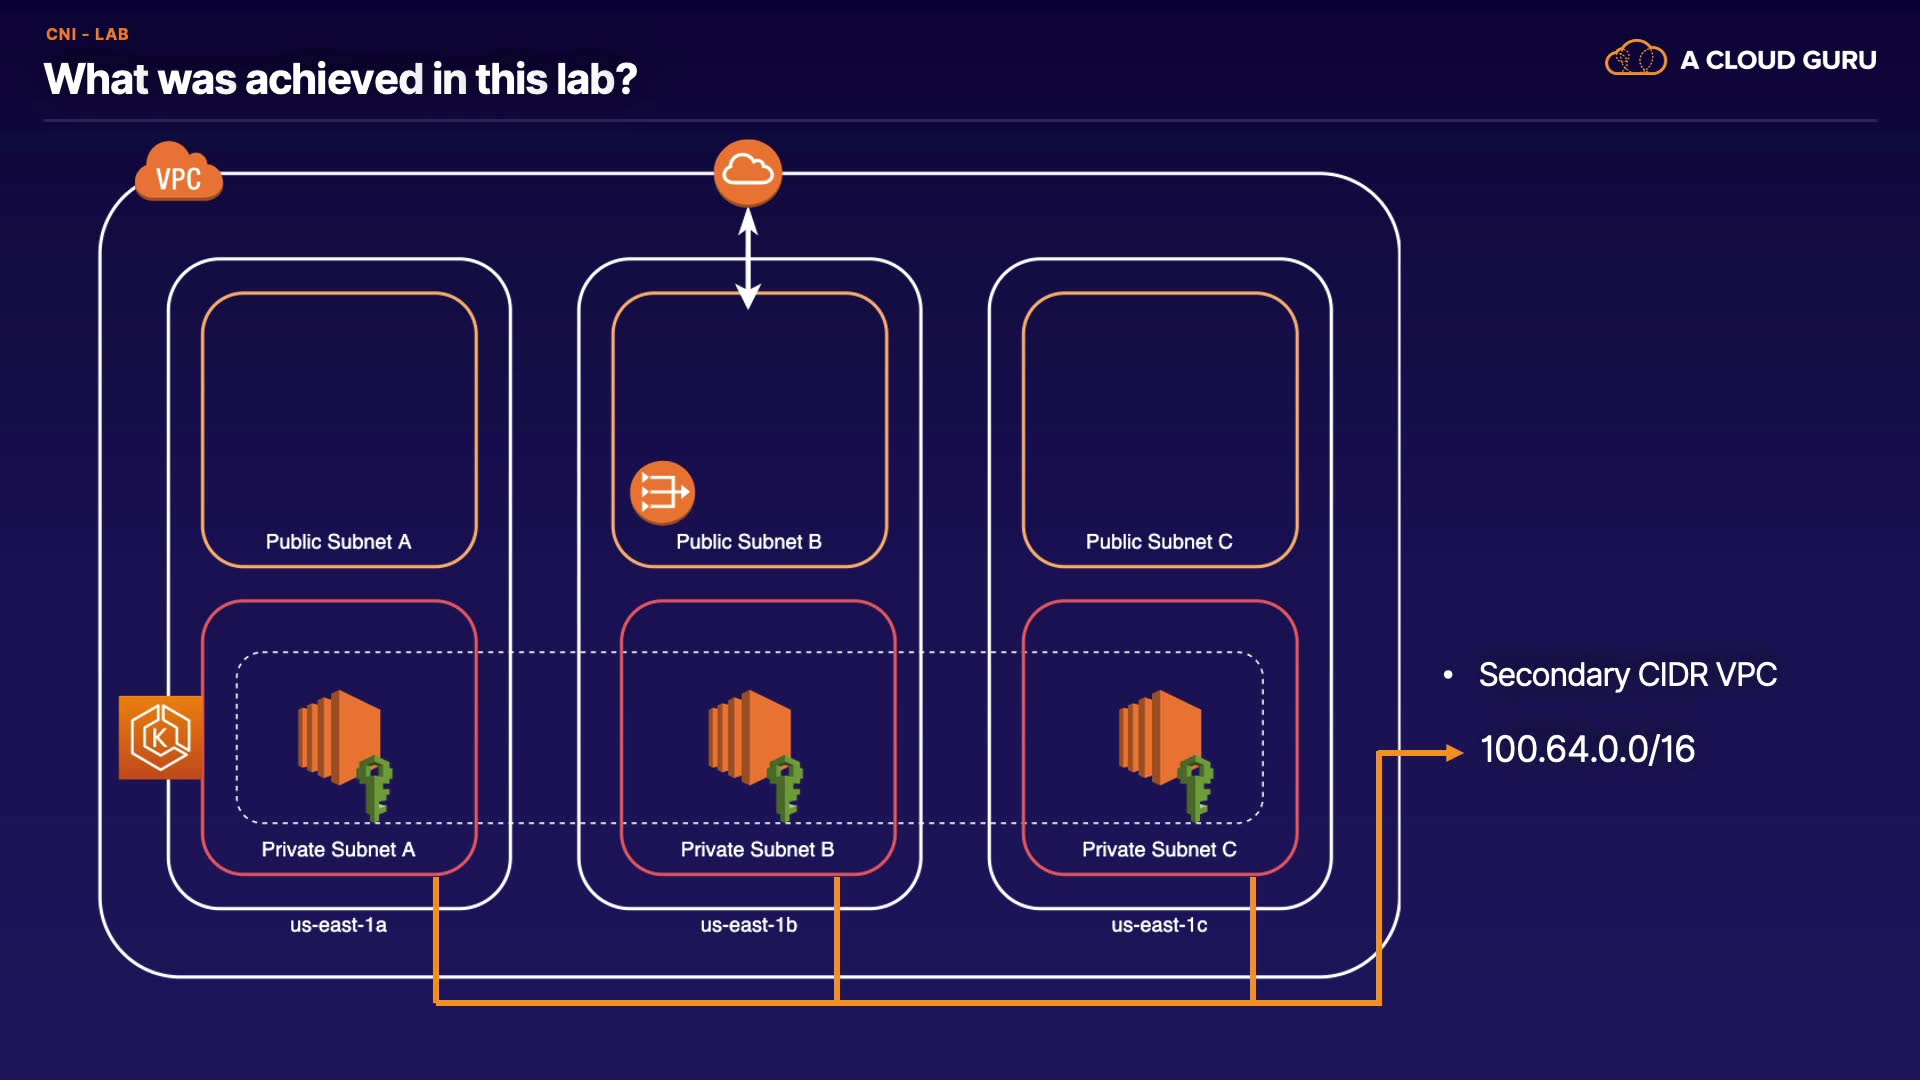 CNI - LAB
What was achieved in this lab?
A CLOUD GURU
VPC
Public Subnet A
Public Subnet B
Public Subnet C
K
Private Subnet A
Private Subnet B
Private Subnet C
us-east-1a
us-east-1b
us-east-1c
• Secondary CIDR VPC
100.64.0.0/16